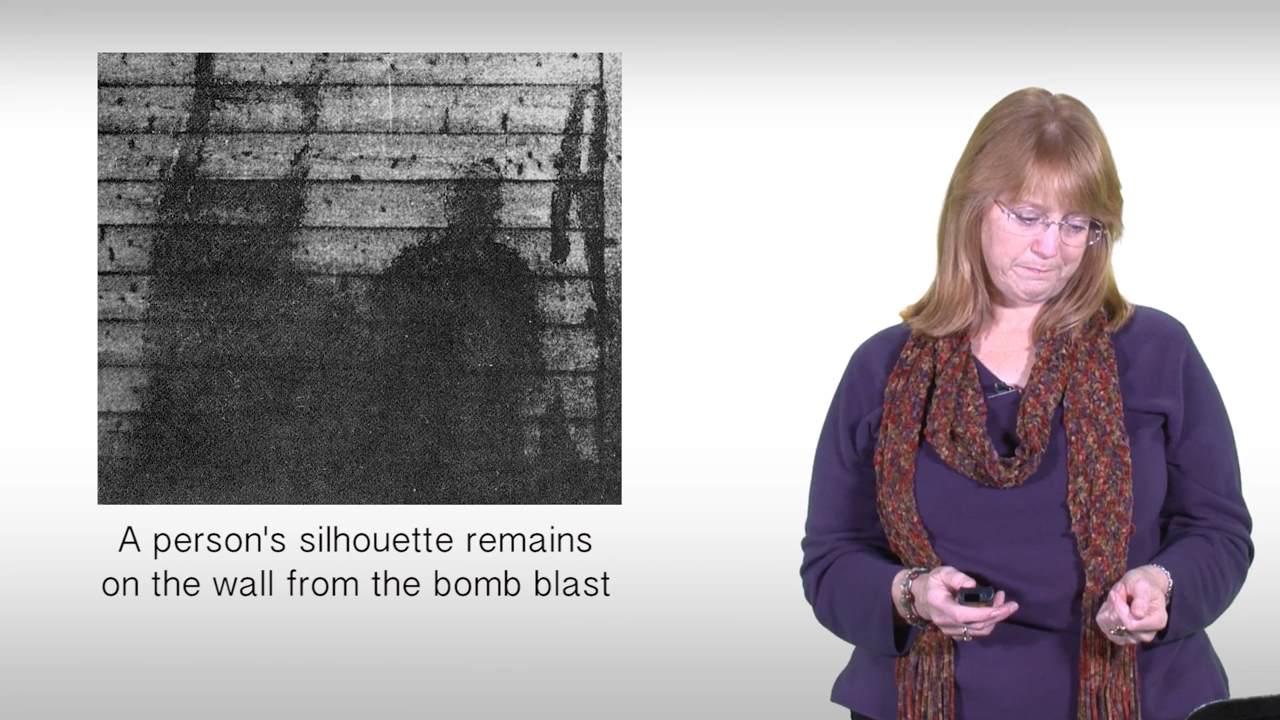 A person's silhouette remains
on the wall from the bomb blast